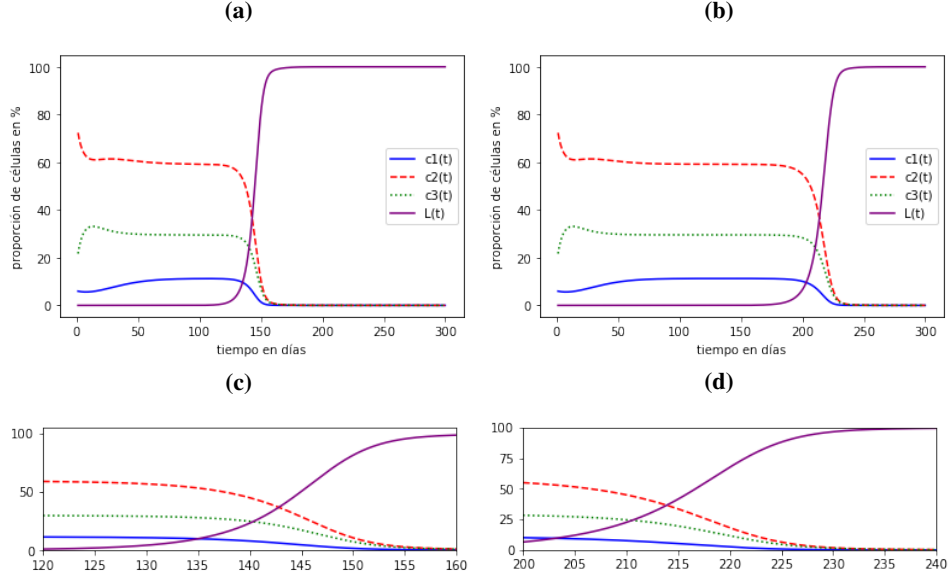 (a)
(b)
proporción de células en %
100
80
60
40
20
0
c1(t)
c2(t)
c3(t)
L(t)
0 50 100 150 200 250 300
tiempo en días
proporción de células en %
100
80
60
40
20
0
c1(t)
c2(t)
c3(t)
L(t)
0 50 100 150 200 250 300
tiempo en días
(c)
(d)
100
50
0
120 125 130 135 140 145 150 155 160
100
75
50
25
0
200 205 210 215 220 225 230 235 240